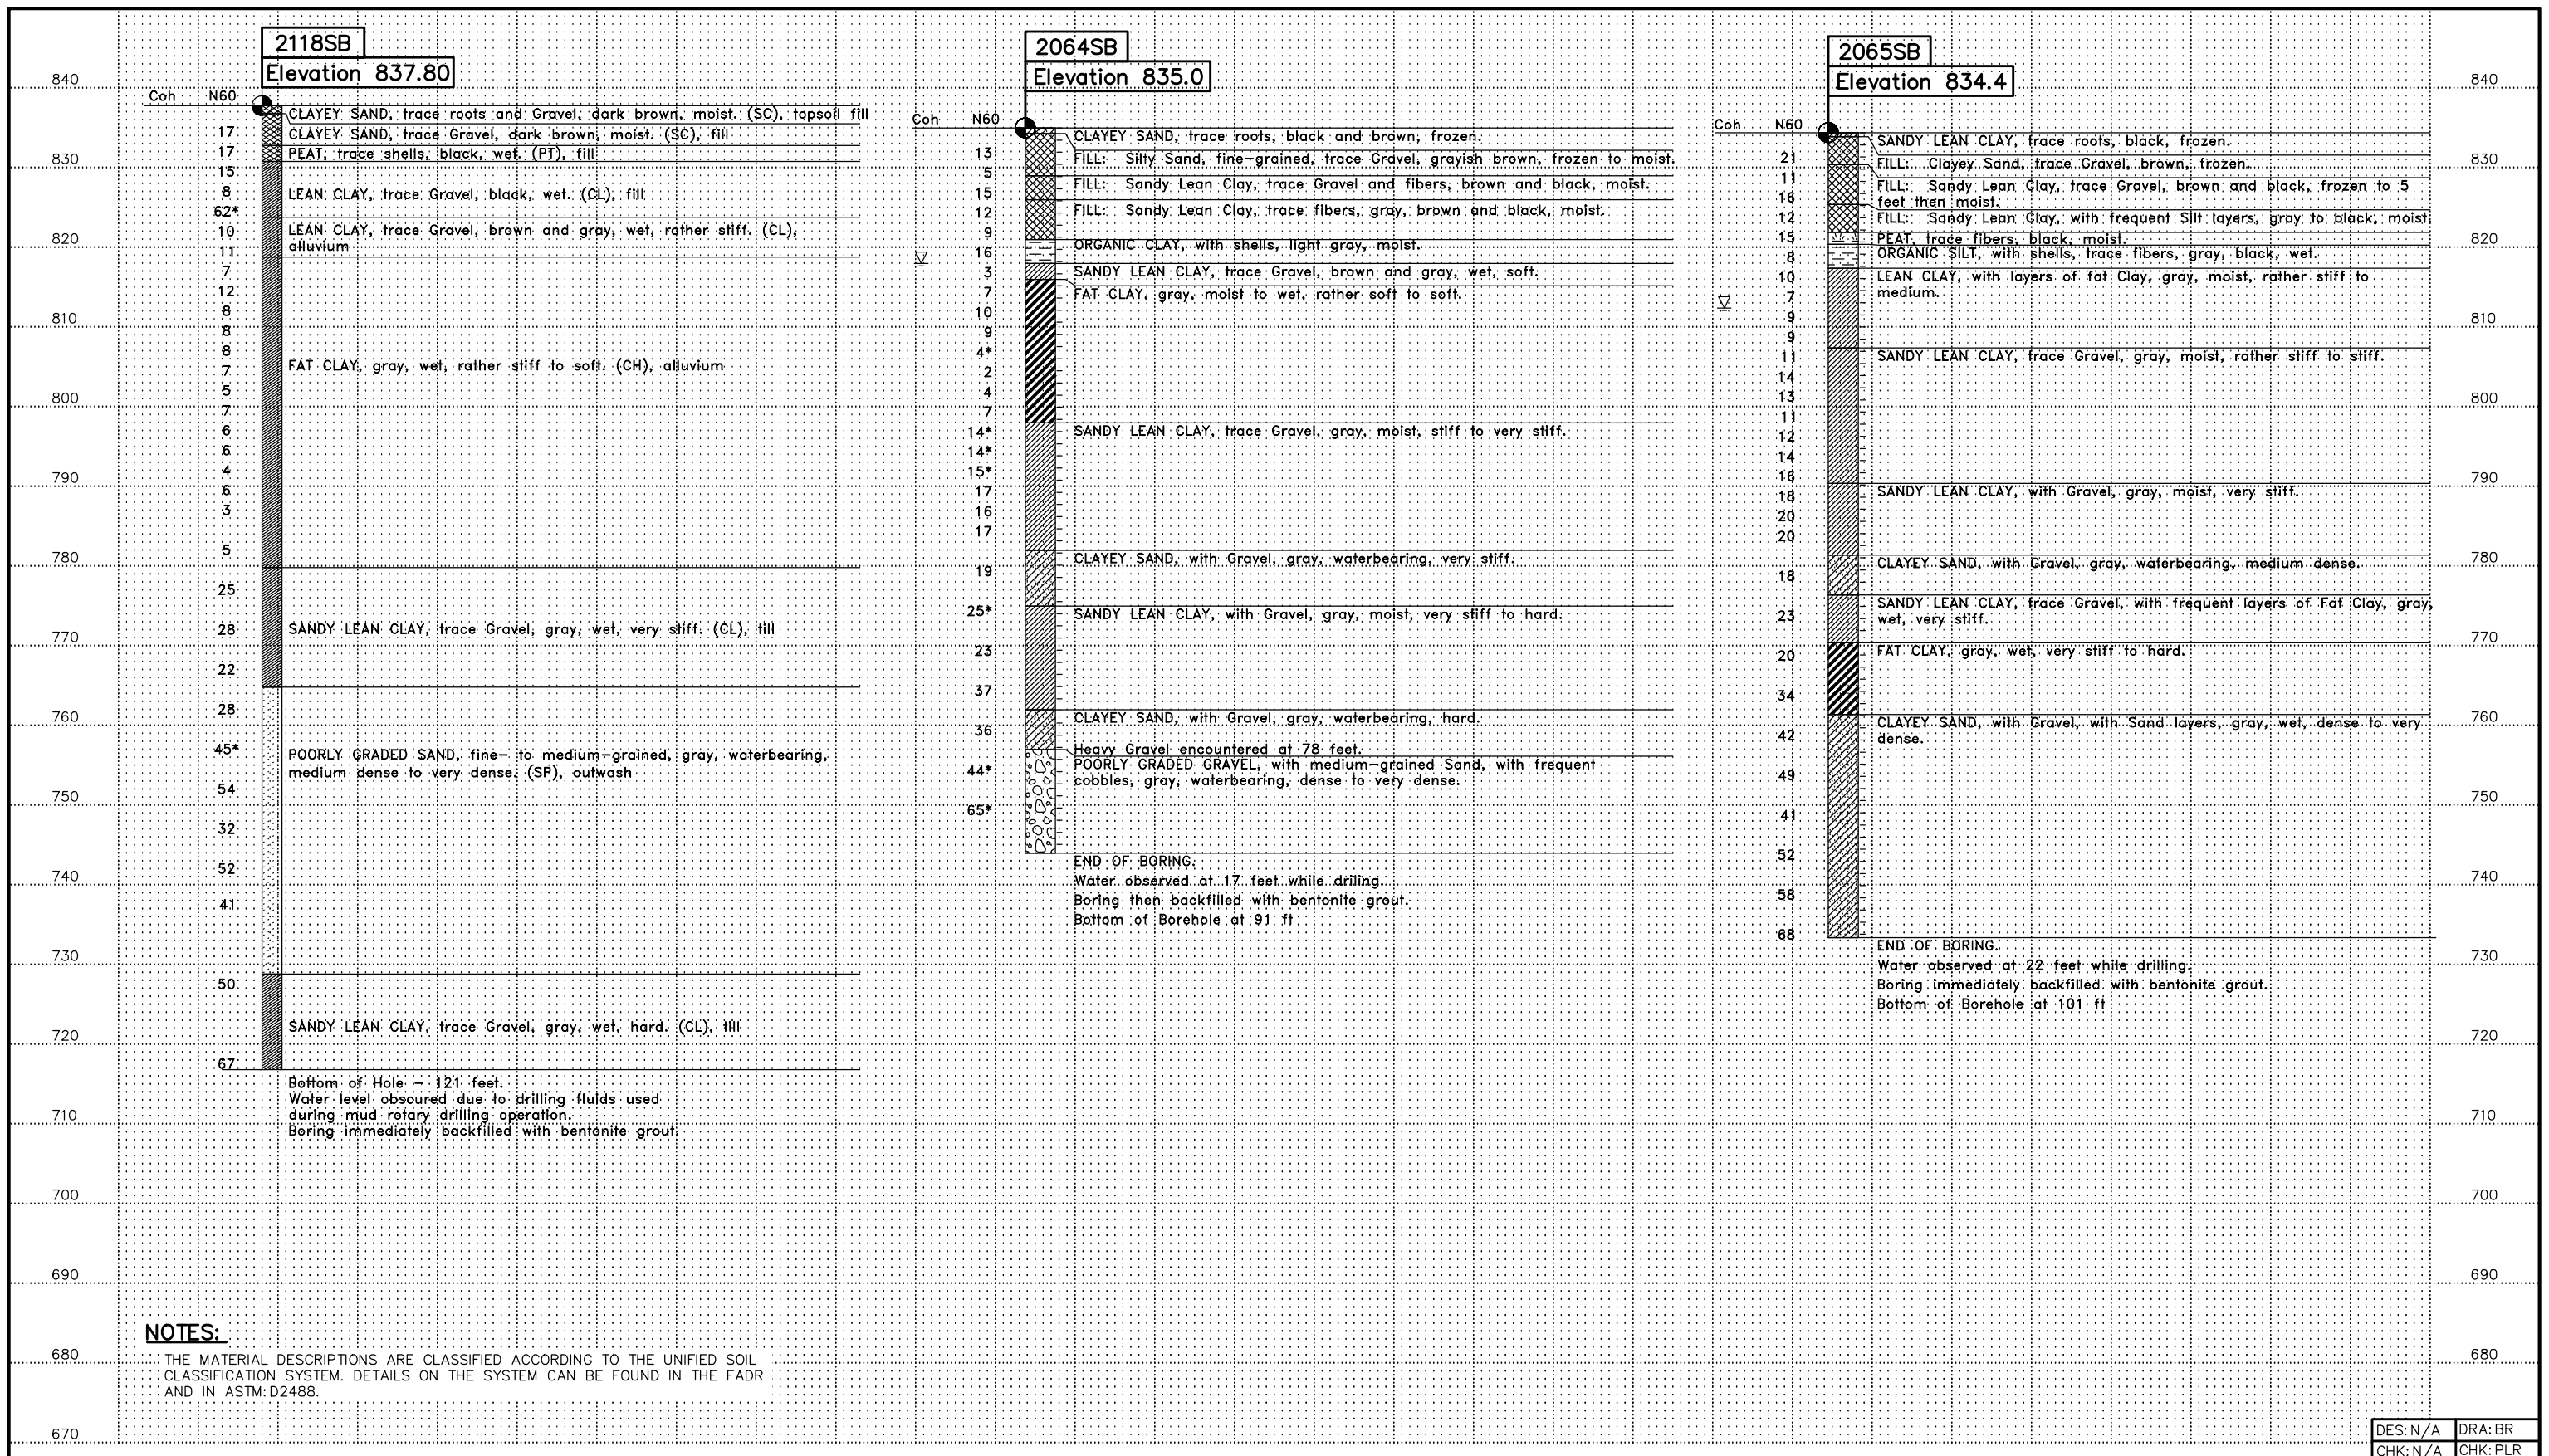 2118SB
Elevation 837.80
Coh N60
CLAYEY SAND, trace roots and Gravel, dark brown, moist. (SC), topsoil fill
17
CLAYEY SAND, trace Gravel, dark brown, moist. (SC), fill
17
PEAT, trace shells, black, wet. (PT), fill
15
8
LEAN CLAY, trace Gravel, black, wet. (CL), fill
62*
10
LEAN CLAY, trace Gravel, brown and gray, wet, rather stiff. (CL),
alluvium
11
7
12
8
8
8
7
FAT CLAY, gray, wet, rather stiff to soft. (CH), alluvium
5
7
6
6
4
6
3
5
25
28
SANDY LEAN CLAY, trace Gravel, gray, wet, very stiff. (CL), till
22
28
45*
POORLY GRADED SAND, fine- to medium-grained, gray, waterbearing,
medium dense to very dense. (SP), outwash
54
32
52
41
50
SANDY LEAN CLAY, trace Gravel, gray, wet, hard. (CL), till
67
Bottom of Hole - 121 feet.
Water level obscured due to drilling fluids used
during mud rotary drilling operation.
Boring immediately backfilled with bentonite grout.
2064SB
Elevation 835.0
Coh N60
CLAYEY SAND, trace roots, black and brown, frozen.
13
FILL: Silty Sand, fine-grained, trace Gravel, grayish brown, frozen to moist.
5
FILL: Sandy Lean Clay, trace Gravel and fibers, brown and black, moist.
15
12
FILL: Sandy Lean Clay, trace fibers, gray, brown and black, moist.
9
ORGANIC CLAY, with shells, light gray, moist.
16
3
SANDY LEAN CLAY, trace Gravel, brown and gray, wet, soft.
7
FAT CLAY, gray, moist to wet, rather soft to soft.
10
9
4*
2
4
7
14*
SANDY LEAN CLAY, trace Gravel, gray, moist, stiff to very stiff.
14*
15*
17
16
17
CLAYEY SAND, with Gravel, gray, waterbearing, very stiff.
19
25*
SANDY LEAN CLAY, with Gravel, gray, moist, very stiff to hard.
23
37
CLAYEY SAND, with Gravel, gray, waterbearing, hard.
36
Heavy Gravel encountered at 78 feet.
44*
POORLY GRADED GRAVEL, with medium-grained Sand, with frequent
cobbles, gray, waterbearing, dense to very dense.
65*
END OF BORING.
Water observed at 17 feet while driling.
Boring then backfilled with bentonite grout.
Bottom of Borehole at 91 ft
2065SB
Elevation 834.4
Coh N60
SANDY LEAN CLAY, trace roots, black, frozen.
21
FILL: Clayey Sand, trace Gravel, brown, frozen.
11
FILL: Sandy Lean Clay, trace Gravel, brown and black, frozen to 5
feet then moist.
16
12
FILL: Sandy Lean Clay, with frequent Silt layers, gray to black, moist.
15
PEAT, trace fibers, black, moist.
8
ORGANIC SILT, with shells, trace fibers, gray, black, wet.
10
LEAN CLAY, with layers of fat Clay, gray, moist, rather stiff to
medium.
7
9
9
11
SANDY LEAN CLAY, trace Gravel, gray, moist, rather stiff to stiff.
14
13
11
12
14
16
18
SANDY LEAN CLAY, with Gravel, gray, moist, very stiff.
20
20
CLAYEY SAND, with Gravel, gray, waterbearing, medium dense.
18
SANDY LEAN CLAY, trace Gravel, with frequent layers of Fat Clay, gray,
wet, very stiff.
23
20
FAT CLAY, gray, wet, very stiff to hard.
34
CLAYEY SAND, with Gravel, with Sand layers, gray, wet, dense to very
dense.
42
49
41
52
58
68
END OF BORING.
Water observed at 22 feet while drilling.
Boring immediately backfilled with bentonite grout.
Bottom of Borehole at 101 ft
840
830
820
810
800
790
780
770
760
750
740
730
720
710
700
690
680
670
840
830
820
810
800
790
780
770
760
750
740
730
720
710
700
690
680
NOTES:
THE MATERIAL DESCRIPTIONS ARE CLASSIFIED ACCORDING TO THE UNIFIED SOIL
CLASSIFICATION SYSTEM. DETAILS ON THE SYSTEM CAN BE FOUND IN THE FADR
AND IN ASTM:D2488.
DES: N/A DRA: BR
CHK: N/A CHK: PLR